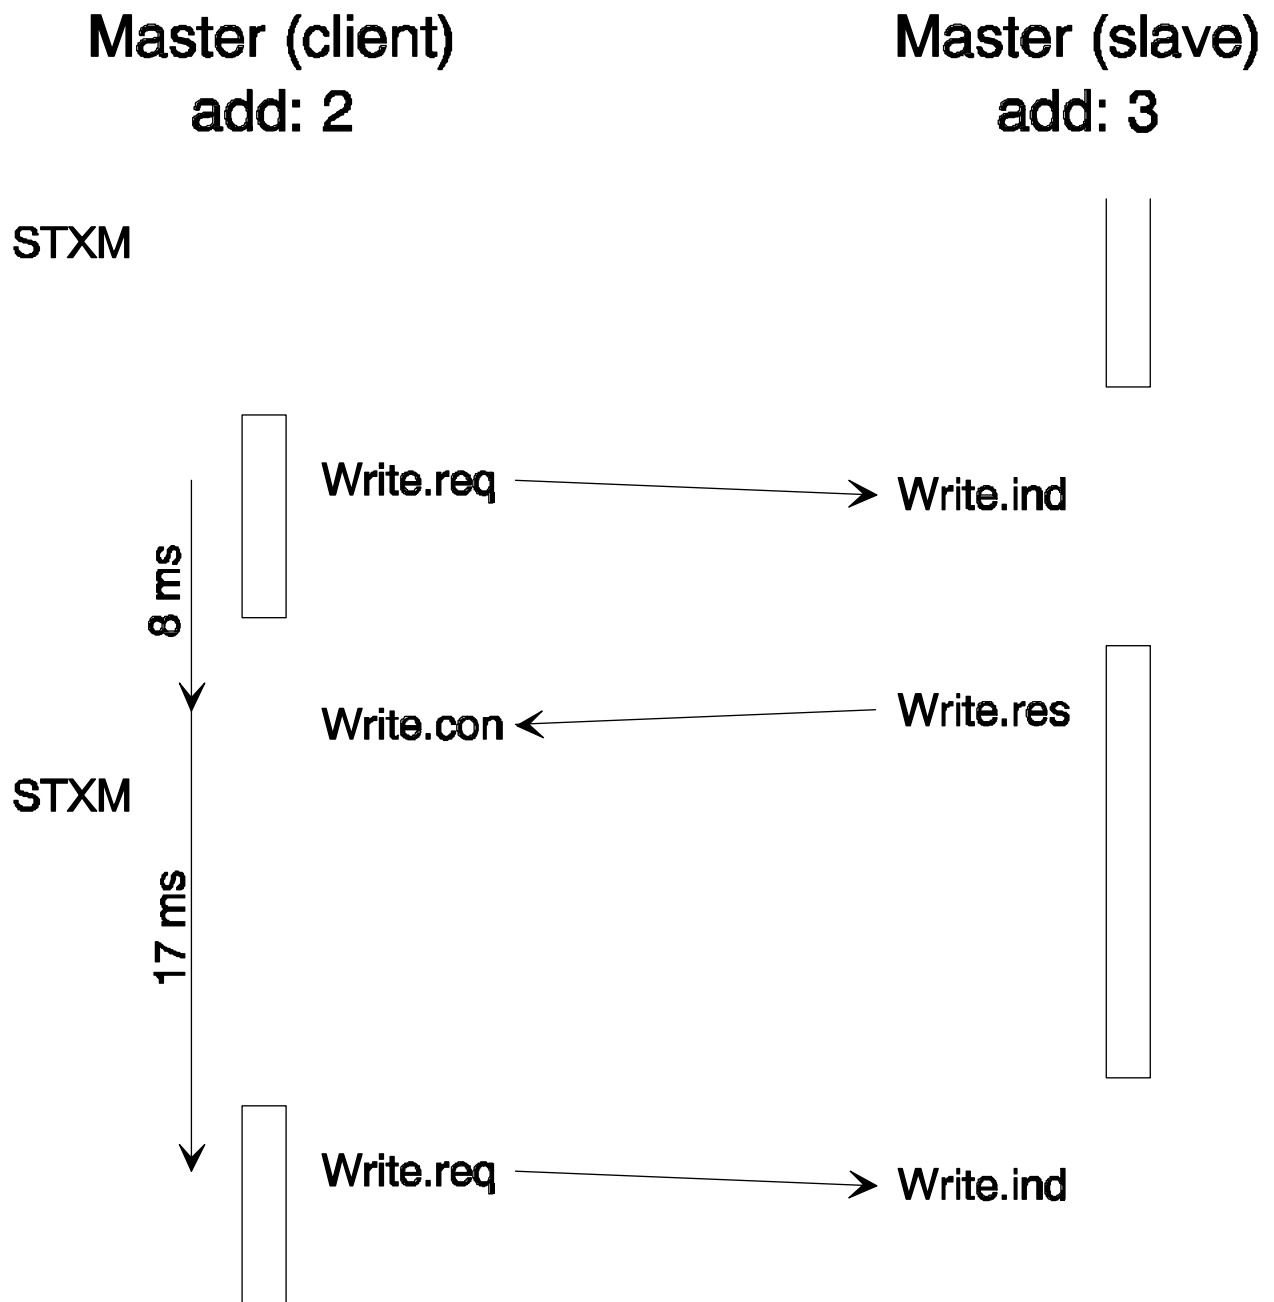 Master (client)
add: 2
Master (slave)
add: 3
STXM
Write.req
Write.ind
8 ms
Write.con
Write.res
STXM
17 ms
Write.req
Write.ind